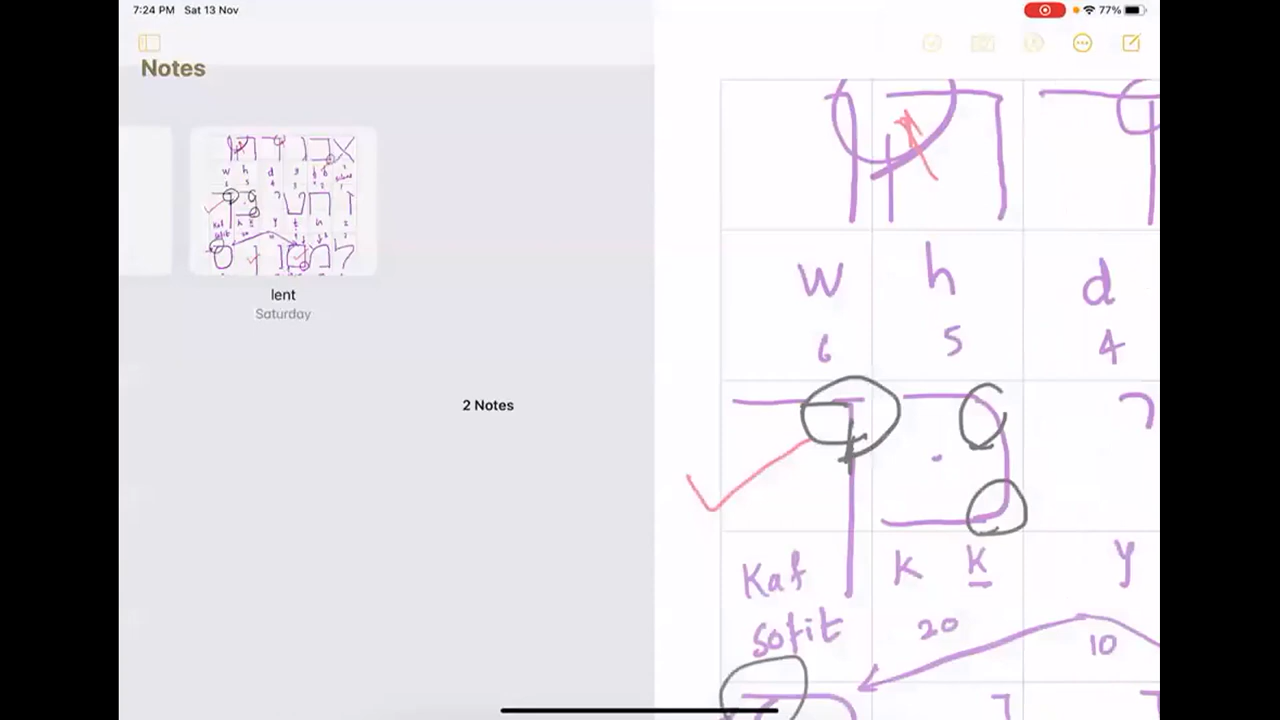 7:24 PM Sat 13 Nov
77%
Notes
lent
Saturday
2 Notes
w h d
6 5 4
Kaf k k y
Sofit 20 10